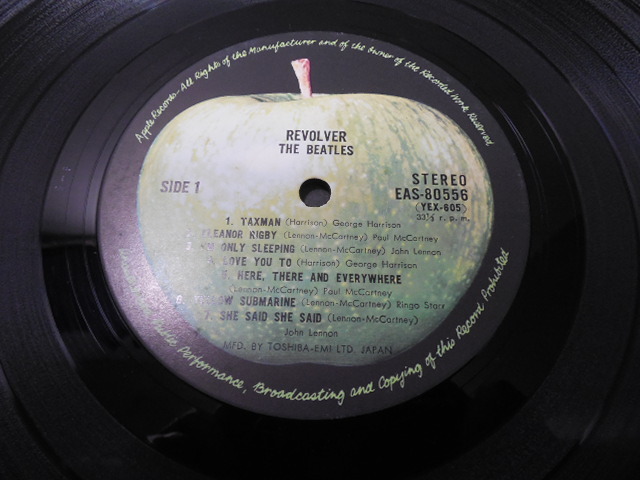 Apple Records-All Rights of the Manufacturer and of the Owner of the Recorded Work Reserved
REVOLVER
THE BEATLES
SIDE 1
STEREO
EAS-80556
(YEX-605)
33⅓ r.p.m.
1. TAXMAN (Harrison) George Harrison
ELEANOR RIGBY (Lennon-McCartney) Paul McCartney
ONLY SLEEPING (Lennon-McCartney) John Lennon
LOVE YOU TO (Harrison) George Harrison
5. HERE, THERE AND EVERYWHERE
(Lennon-McCartney) Paul McCartney
6. YELLOW SUBMARINE (Lennon-McCartney) Ringo Starr
7. SHE SAID SHE SAID (Lennon-McCartney)
John Lennon
MFD. BY TOSHIBA-EMI LTD. JAPAN
Public Performance, Broadcasting and Copying of this Record Prohibited